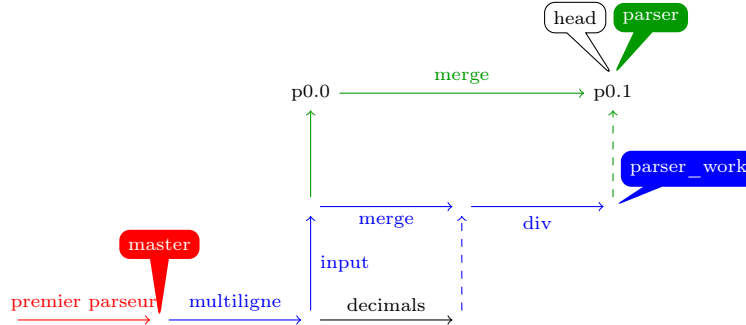 head parser
merge
p0.0 p0.1
parser_work
merge div
master
input
premier parseur multiligne decimals